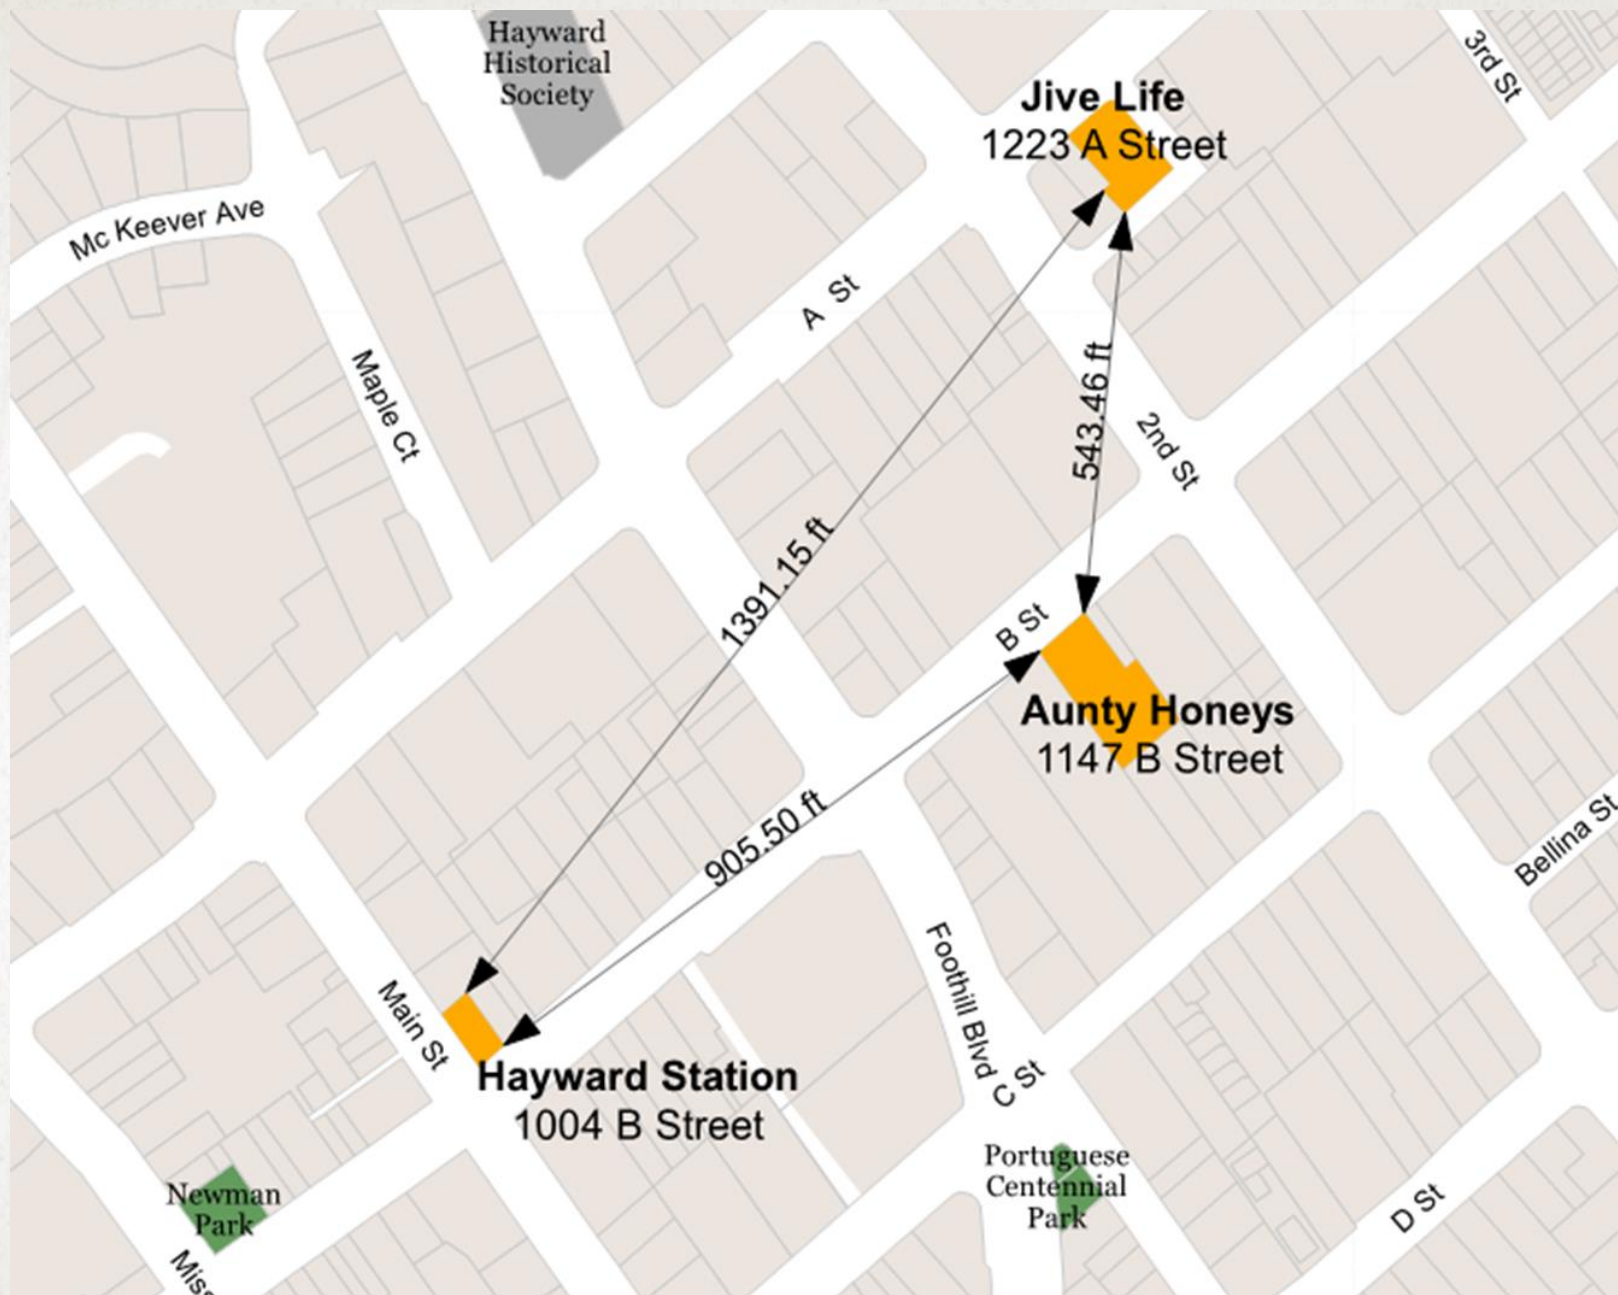 Hayward
Historical
Society
3rd St
Jive Life
1223 A Street
Mc Keever Ave
A St
Maple Ct
543.46 ft
2nd St
1391.15 ft
B St
Aunty Honeys
1147 B Street
905.50 ft
Bellina St
Foothill Blvd
Main St
Hayward Station
1004 B Street
C St
Portuguese
Centennial
Park
Newman
Park
D St
Miss